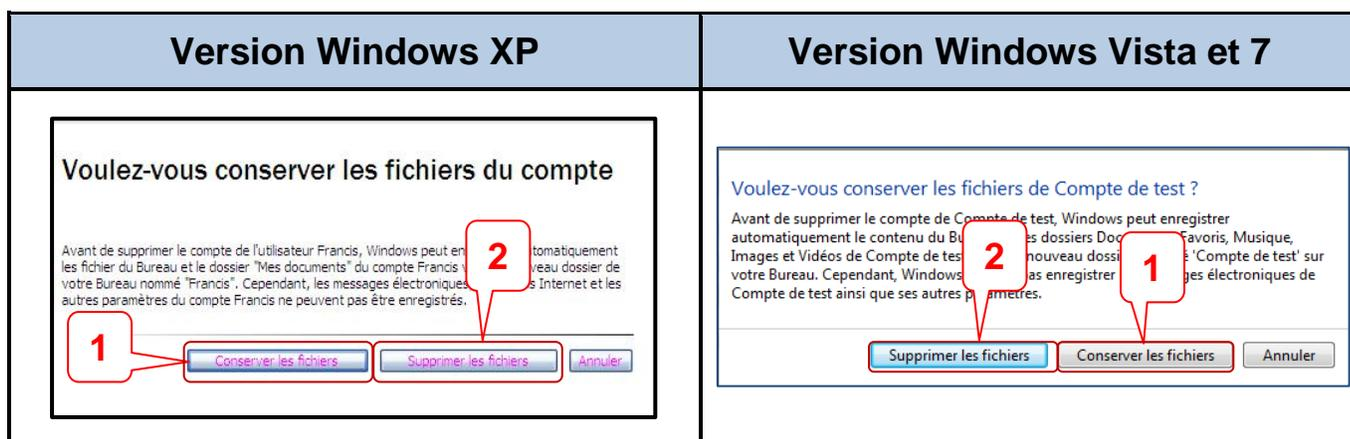 Version Windows XP
Version Windows Vista et 7
Voulez-vous conserver les fichiers du compte
Avant de supprimer le compte de l'utilisateur Francis, Windows peut en tomatiquement
les fichier du Bureau et le dossier "Mes documents" du compte Francis veau dossier de
votre Bureau nommé "Francis". Cependant, les messages électroniques s Internet et les
autres paramètres du compte Francis ne peuvent pas être enregistrés.
2
1
Conserver les fichiers
Supprimer les fichiers
Annuler
Voulez-vous conserver les fichiers de Compte de test ?
Avant de supprimer le compte de Compte de test, Windows peut enregistrer
automatiquement le contenu du Bu es dossiers Doc Favoris, Musique,
Images et Vidéos de Compte de tes nouveau dossi 'Compte de test' sur
votre Bureau. Cependant, Windows as enregistrer ges électroniques de
Compte de test ainsi que ses autres paramètres.
2
1
Supprimer les fichiers
Conserver les fichiers
Annuler